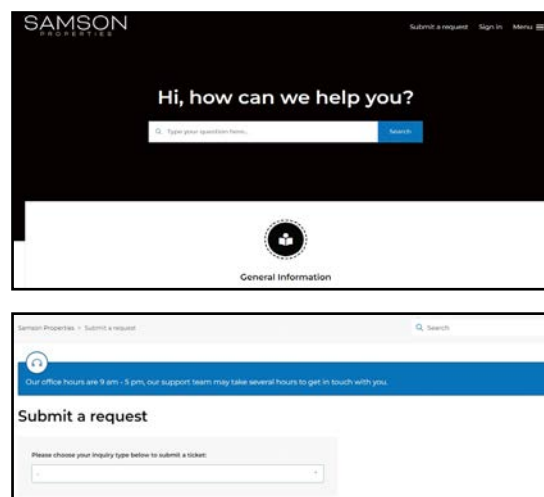 SAMSON
PROPERTIES
Submit a request Sign in Menu
Hi, how can we help you?
Type your question here...
Search
General Information
Samson Properties > Submit a request
Search
Our office hours are 9 am - 5 pm, our support team may take several hours to get in touch with you.
Submit a request
Please choose your inquiry type below to submit a ticket:
-